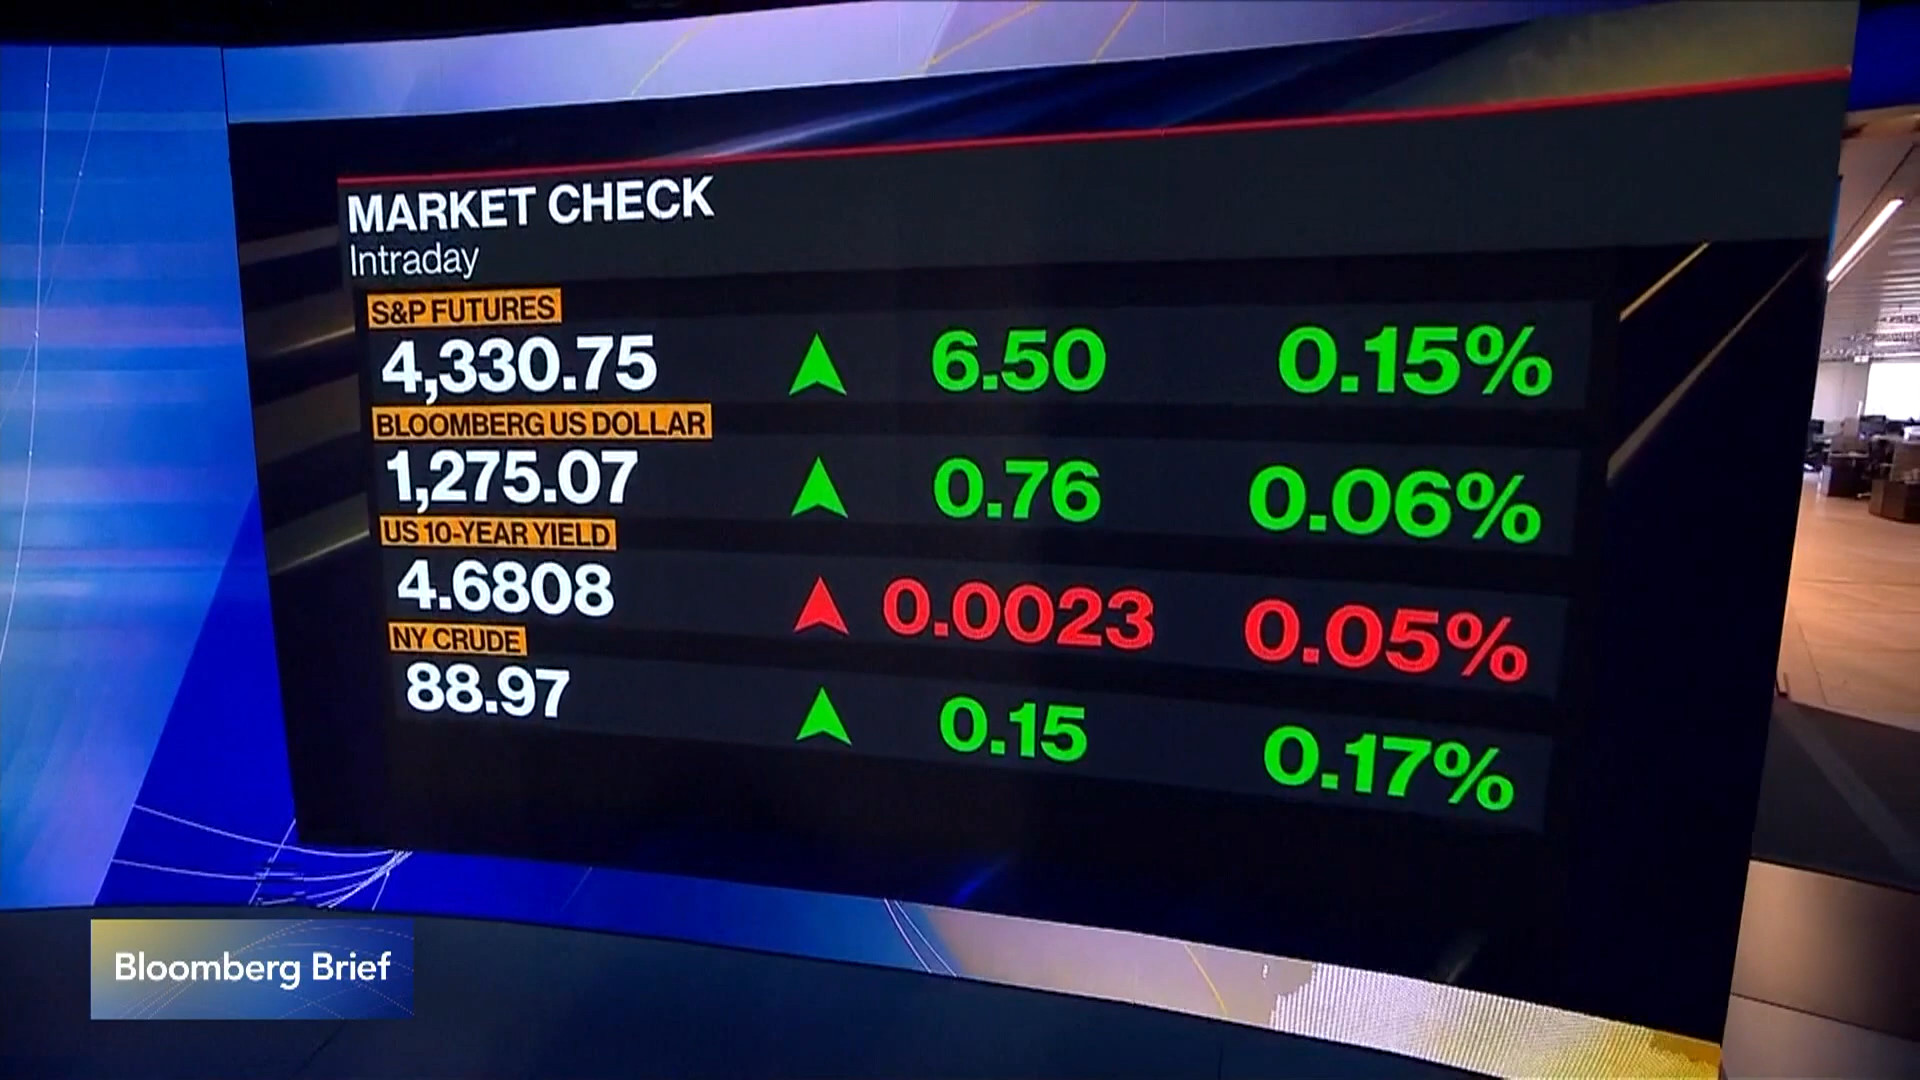 MARKET CHECK
Intraday
S&P FUTURES
4,330.75 ▲ 6.50 0.15%
BLOOMBERG US DOLLAR
1,275.07 ▲ 0.76 0.06%
US 10-YEAR YIELD
4.6808 ▲ 0.0023 0.05%
NY CRUDE
88.97 ▲ 0.15 0.17%
Bloomberg Brief